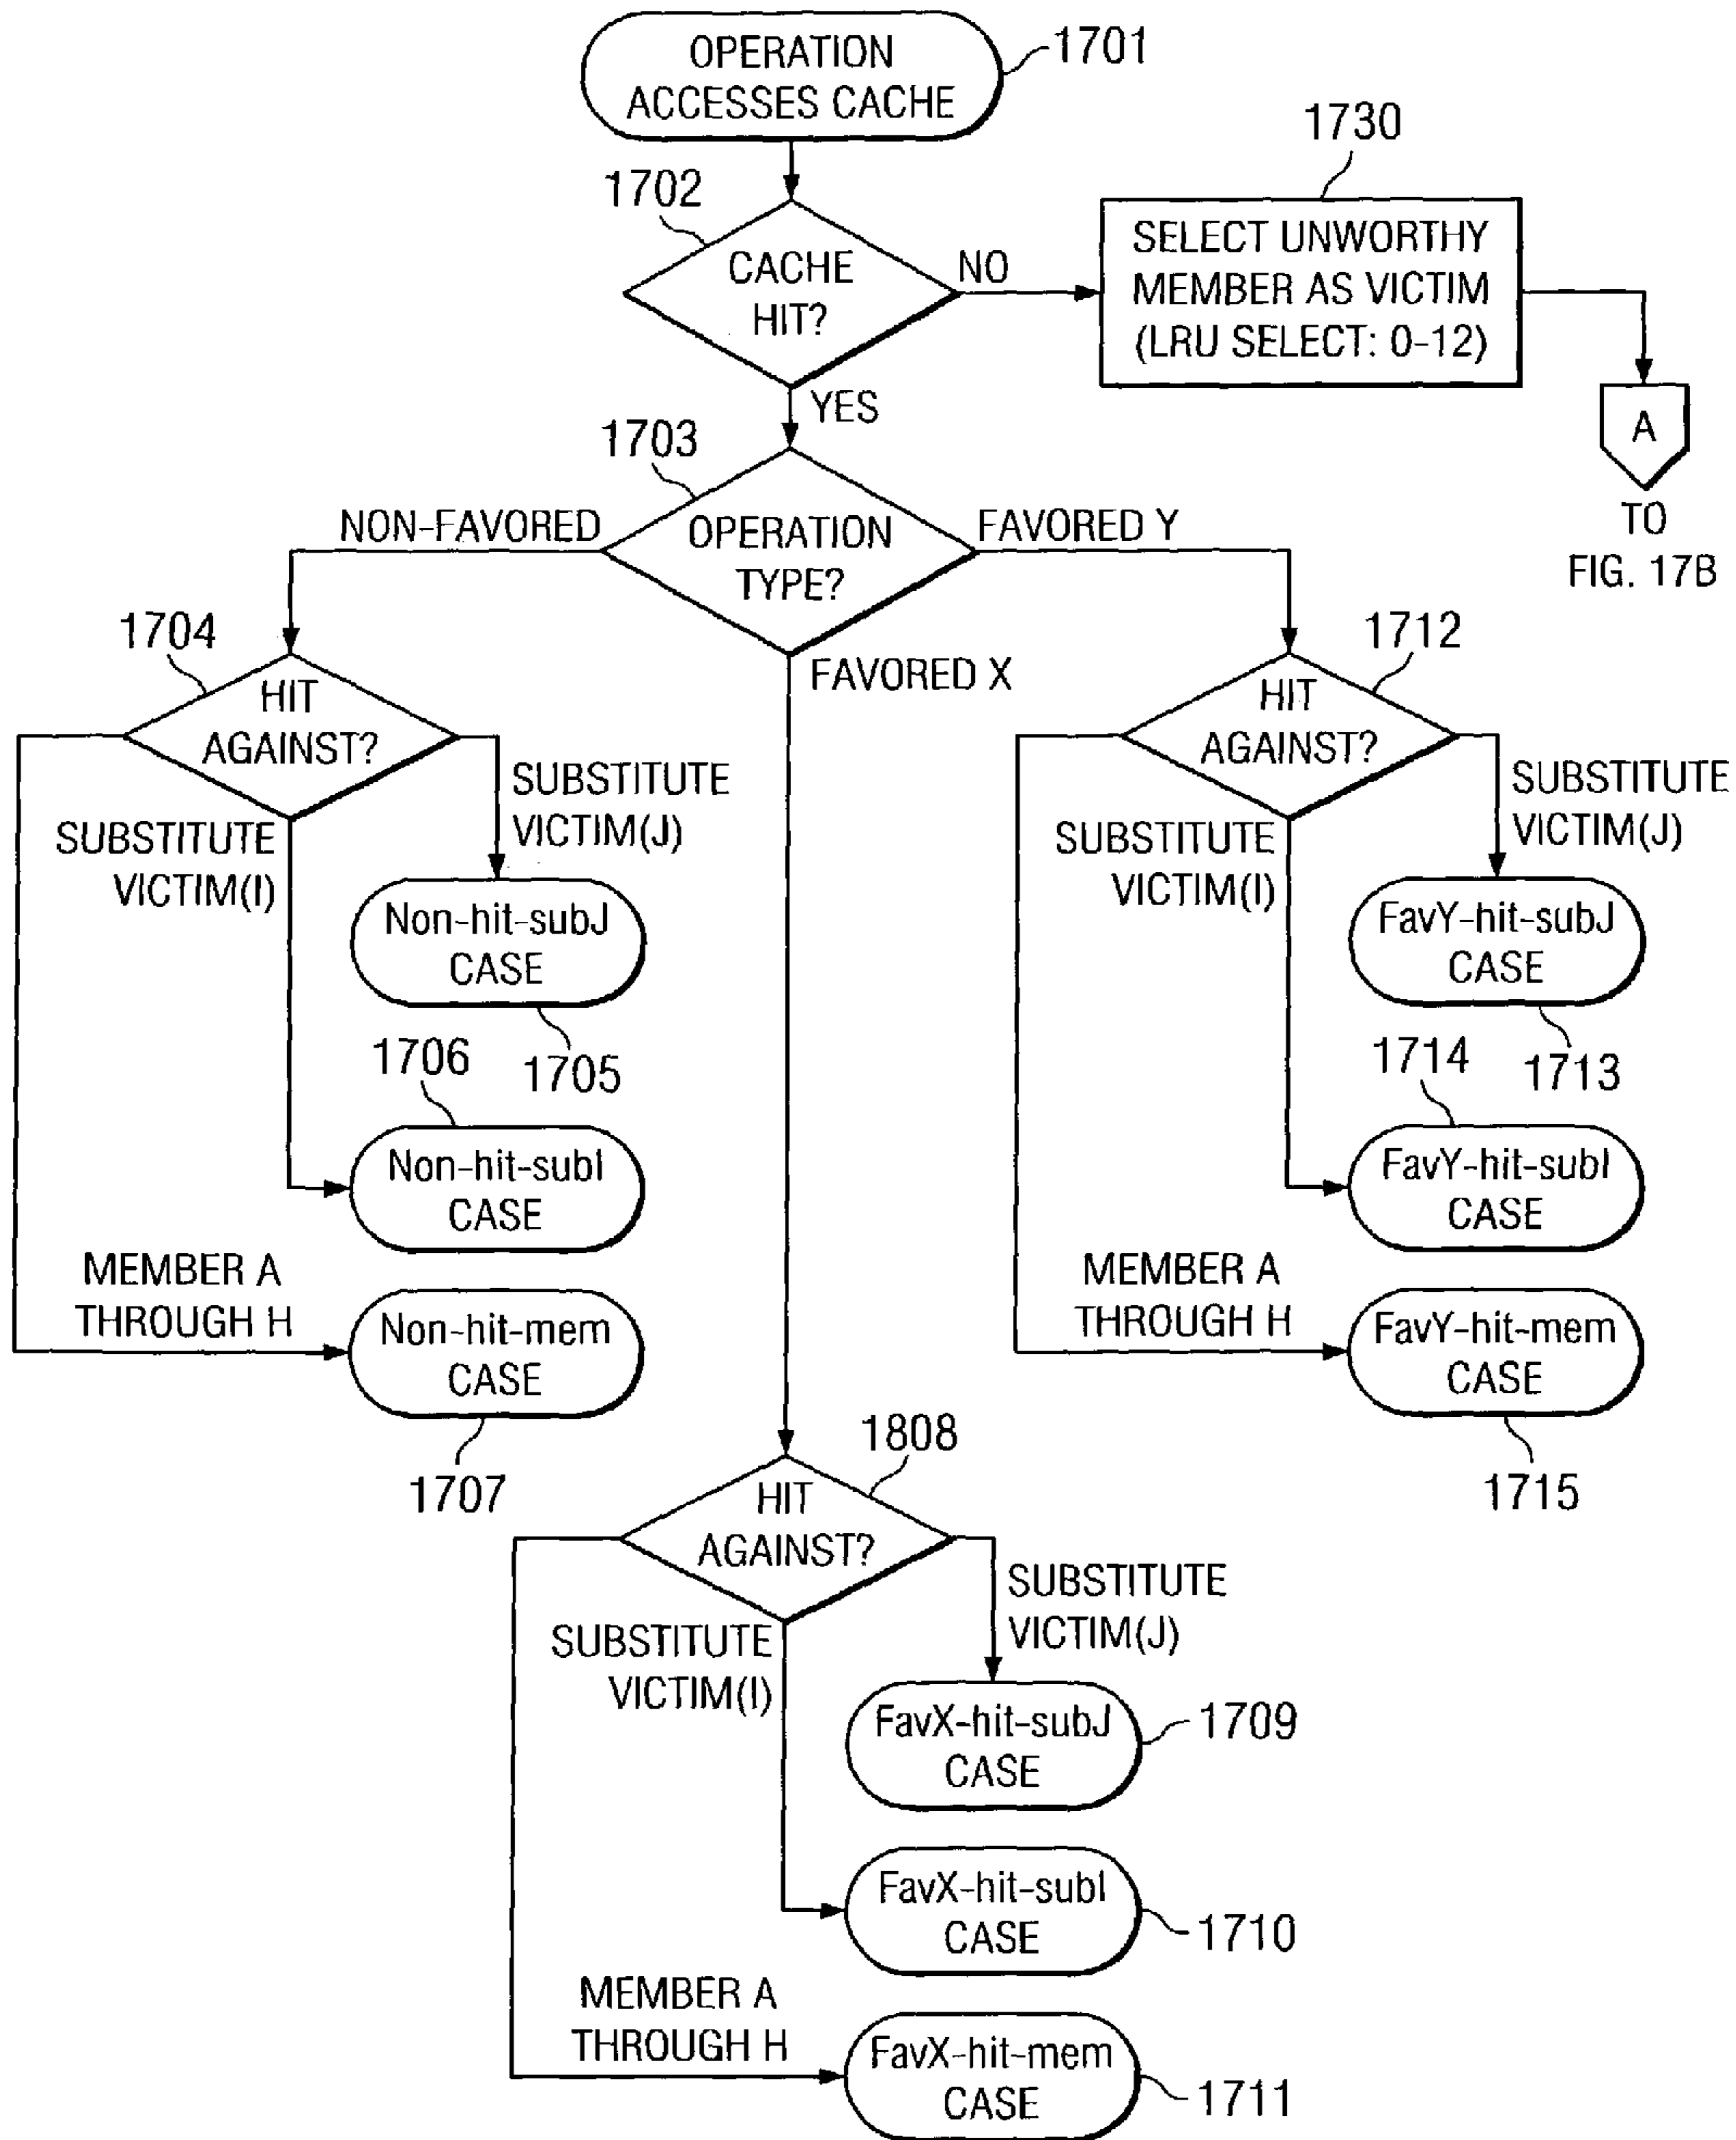 OPERATION
ACCESSES CACHE
1701
1702
CACHE
HIT?
NO
1730
SELECT UNWORTHY
MEMBER AS VICTIM
(LRU SELECT: 0-12)
A
TO
FIG. 17B
YES
1703
NON-FAVORED
OPERATION
TYPE?
FAVORED Y
FAVORED X
1704
HIT
AGAINST?
SUBSTITUTE
VICTIM(J)
SUBSTITUTE
VICTIM(I)
Non-hit-subJ
CASE
1705
1706
Non-hit-subI
CASE
MEMBER A
THROUGH H
Non-hit-mem
CASE
1707
1712
HIT
AGAINST?
SUBSTITUTE
VICTIM(J)
SUBSTITUTE
VICTIM(I)
FavY-hit-subJ
CASE
1713
1714
FavY-hit-subI
CASE
MEMBER A
THROUGH H
FavY-hit-mem
CASE
1715
1808
HIT
AGAINST?
SUBSTITUTE
VICTIM(J)
SUBSTITUTE
VICTIM(I)
FavX-hit-subJ
CASE
1709
FavX-hit-subI
CASE
1710
MEMBER A
THROUGH H
FavX-hit-mem
CASE
1711